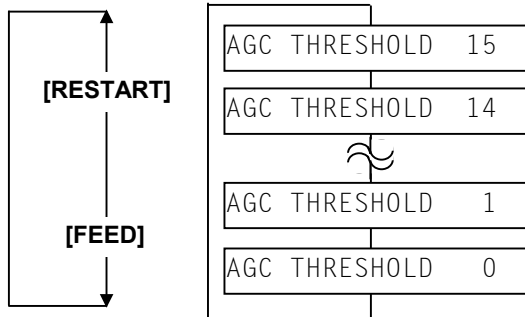 AGC THRESHOLD 15
[RESTART]
AGC THRESHOLD 14
AGC THRESHOLD 1
[FEED]
AGC THRESHOLD 0